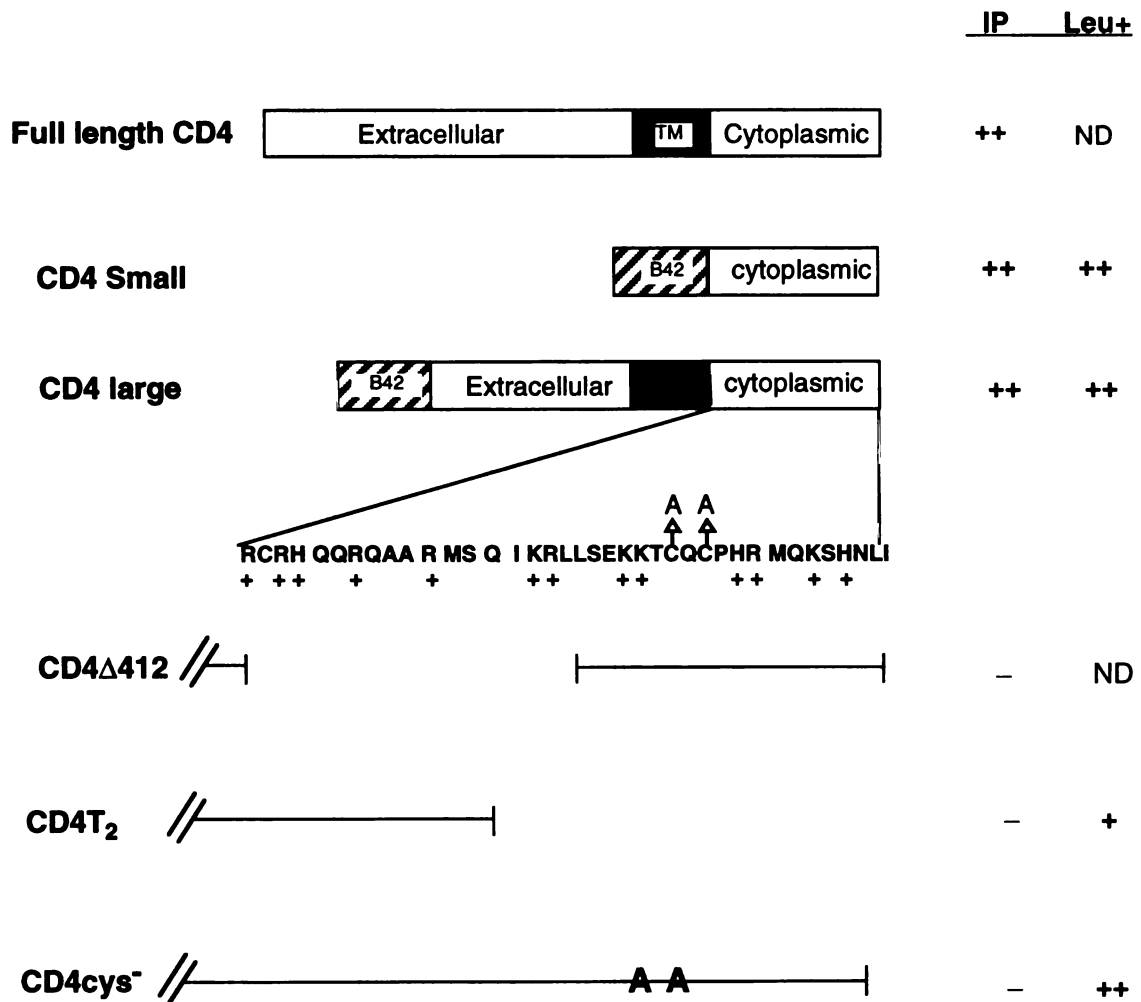 IP Leu+
Full length CD4 Extracellular TM Cytoplasmic ++ ND
CD4 Small B42 cytoplasmic ++ ++
CD4 large B42 Extracellular cytoplasmic ++ ++
A A
RCRH QQRQAA R MS Q I KRLLSEKKTCQCPHR MQKSHNLI
+ + + + + + + + + + + + +
CD4Δ412 – ND
CD4T₂ – +
CD4cys⁻ A A – ++